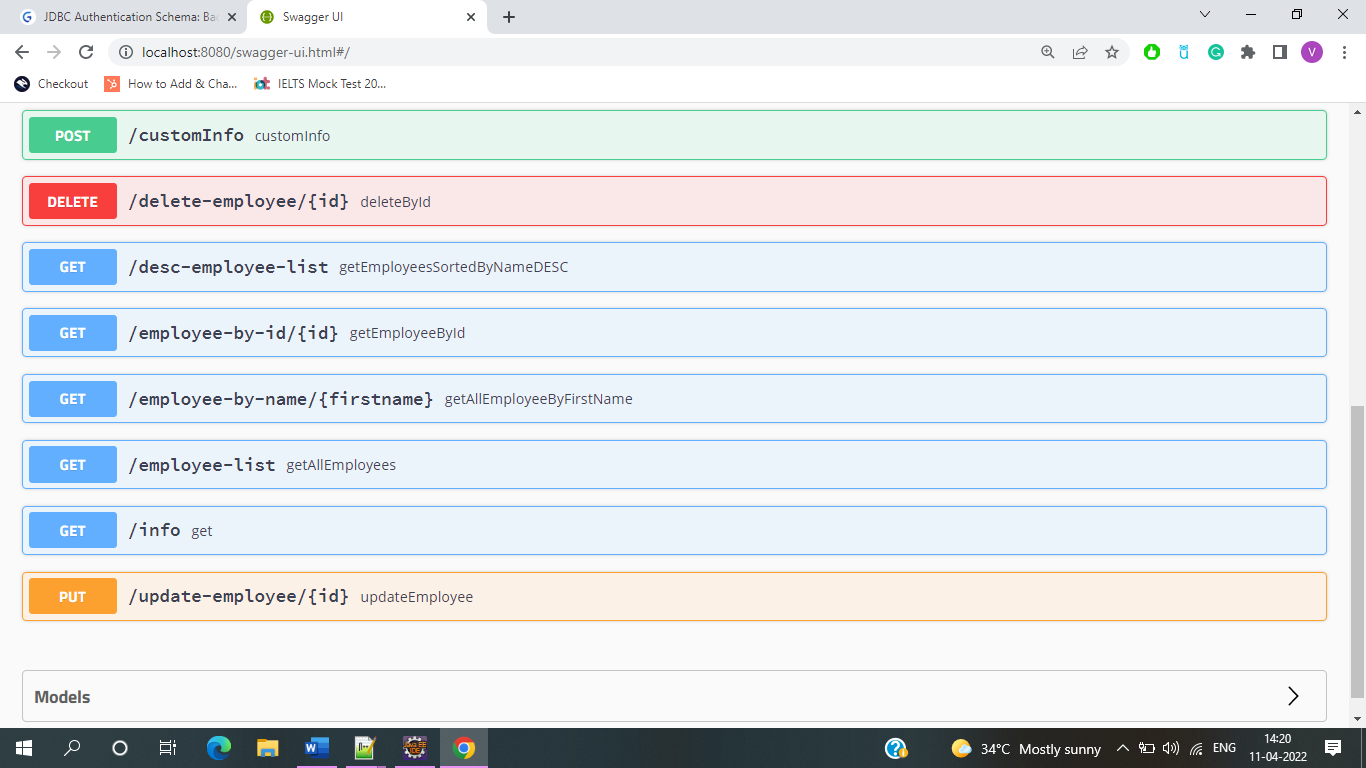 JDBC Authentication Schema: Ba
Swagger UI
localhost:8080/swagger-ui.html#/
V
Checkout
How to Add & Cha...
IELTS Mock Test 20...
POST /customInfo customInfo
DELETE /delete-employee/{id} deleteById
GET /desc-employee-list getEmployeesSortedByNameDESC
GET /employee-by-id/{id} getEmployeeById
GET /employee-by-name/{firstname} getAllEmployeeByFirstName
GET /employee-list getAllEmployees
GET /info get
PUT /update-employee/{id} updateEmployee
Models
34°C Mostly sunny
ENG
14:20
11-04-2022